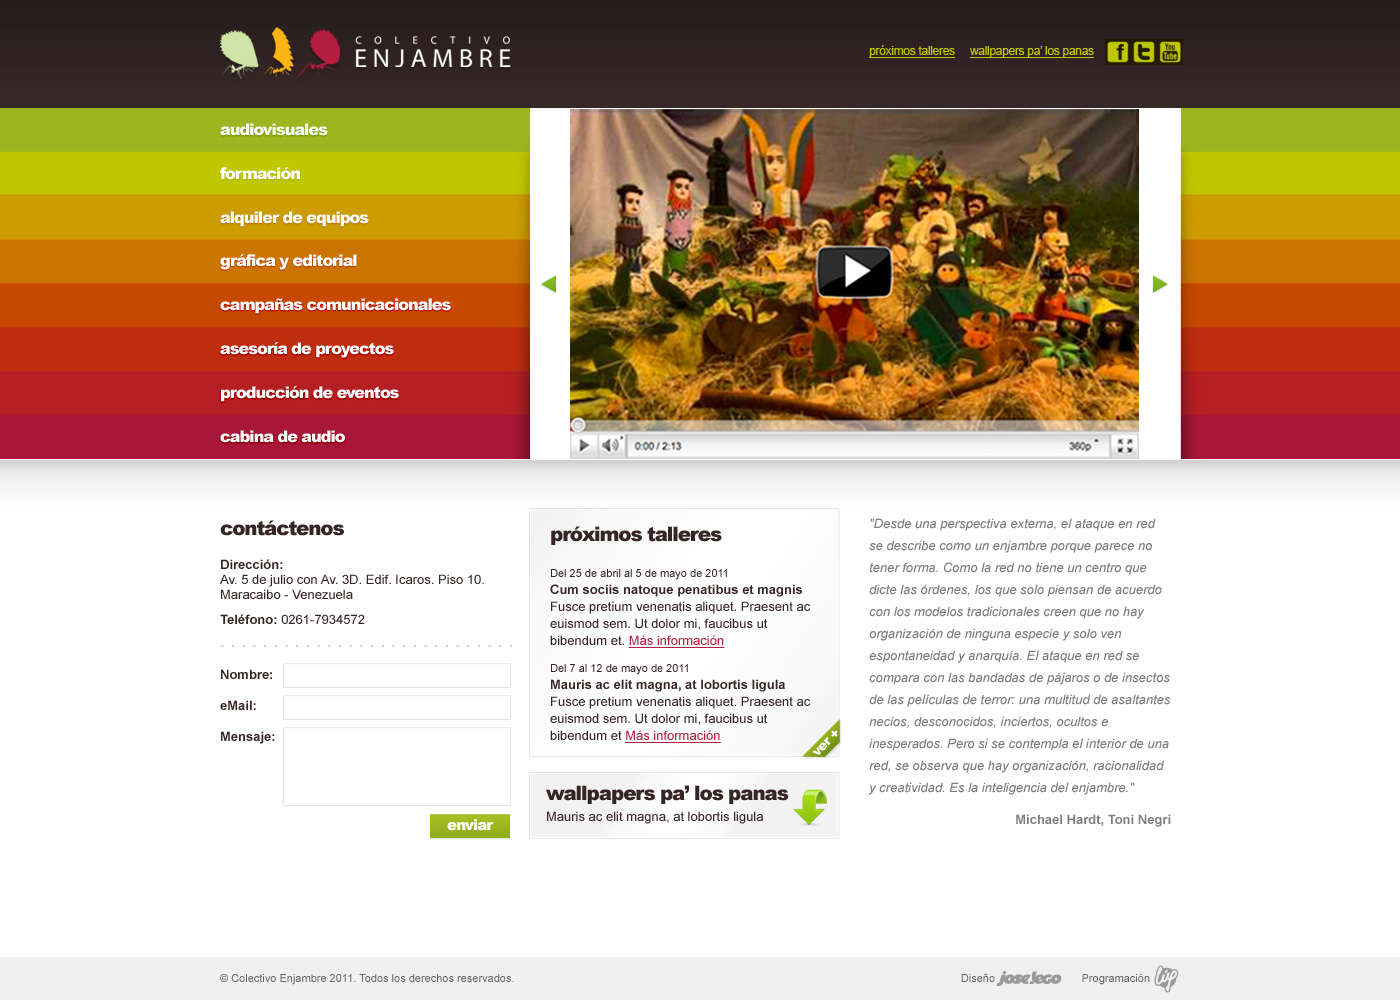 COLECTIVO
ENJAMBRE
próximos talleres
wallpapers pa' los panas
You
Tube
audiovisuales
formación
alquiler de equipos
gráfica y editorial
campañas comunicacionales
asesoría de proyectos
producción de eventos
cabina de audio
0:00 / 2:13
360p
contáctenos
Dirección:
Av. 5 de julio con Av. 3D. Edif. Icaros. Piso 10.
Maracaibo - Venezuela
Teléfono: 0261-7934572
Nombre:
eMail:
Mensaje:
enviar
próximos talleres
Del 25 de abril al 5 de mayo de 2011
Cum sociis natoque penatibus et magnis
Fusce pretium venenatis aliquet. Praesent ac
euismod sem. Ut dolor mi, faucibus ut
bibendum et. Más información
Del 7 al 12 de mayo de 2011
Mauris ac elit magna, at lobortis ligula
Fusce pretium venenatis aliquet. Praesent ac
euismod sem. Ut dolor mi, faucibus ut
bibendum et Más información
ver +
wallpapers pa' los panas
Mauris ac elit magna, at lobortis ligula
"Desde una perspectiva externa, el ataque en red
se describe como un enjambre porque parece no
tener forma. Como la red no tiene un centro que
dicte las órdenes, los que solo piensan de acuerdo
con los modelos tradicionales creen que no hay
organización de ninguna especie y solo ven
espontaneidad y anarquía. El ataque en red se
compara con las bandadas de pájaros o de insectos
de las películas de terror: una multitud de asaltantes
necios, desconocidos, inciertos, ocultos e
inesperados. Pero si se contempla el interior de una
red, se observa que hay organización, racionalidad
y creatividad. Es la inteligencia del enjambre."
Michael Hardt, Toni Negri
© Colectivo Enjambre 2011. Todos los derechos reservados.
Diseño
Programación